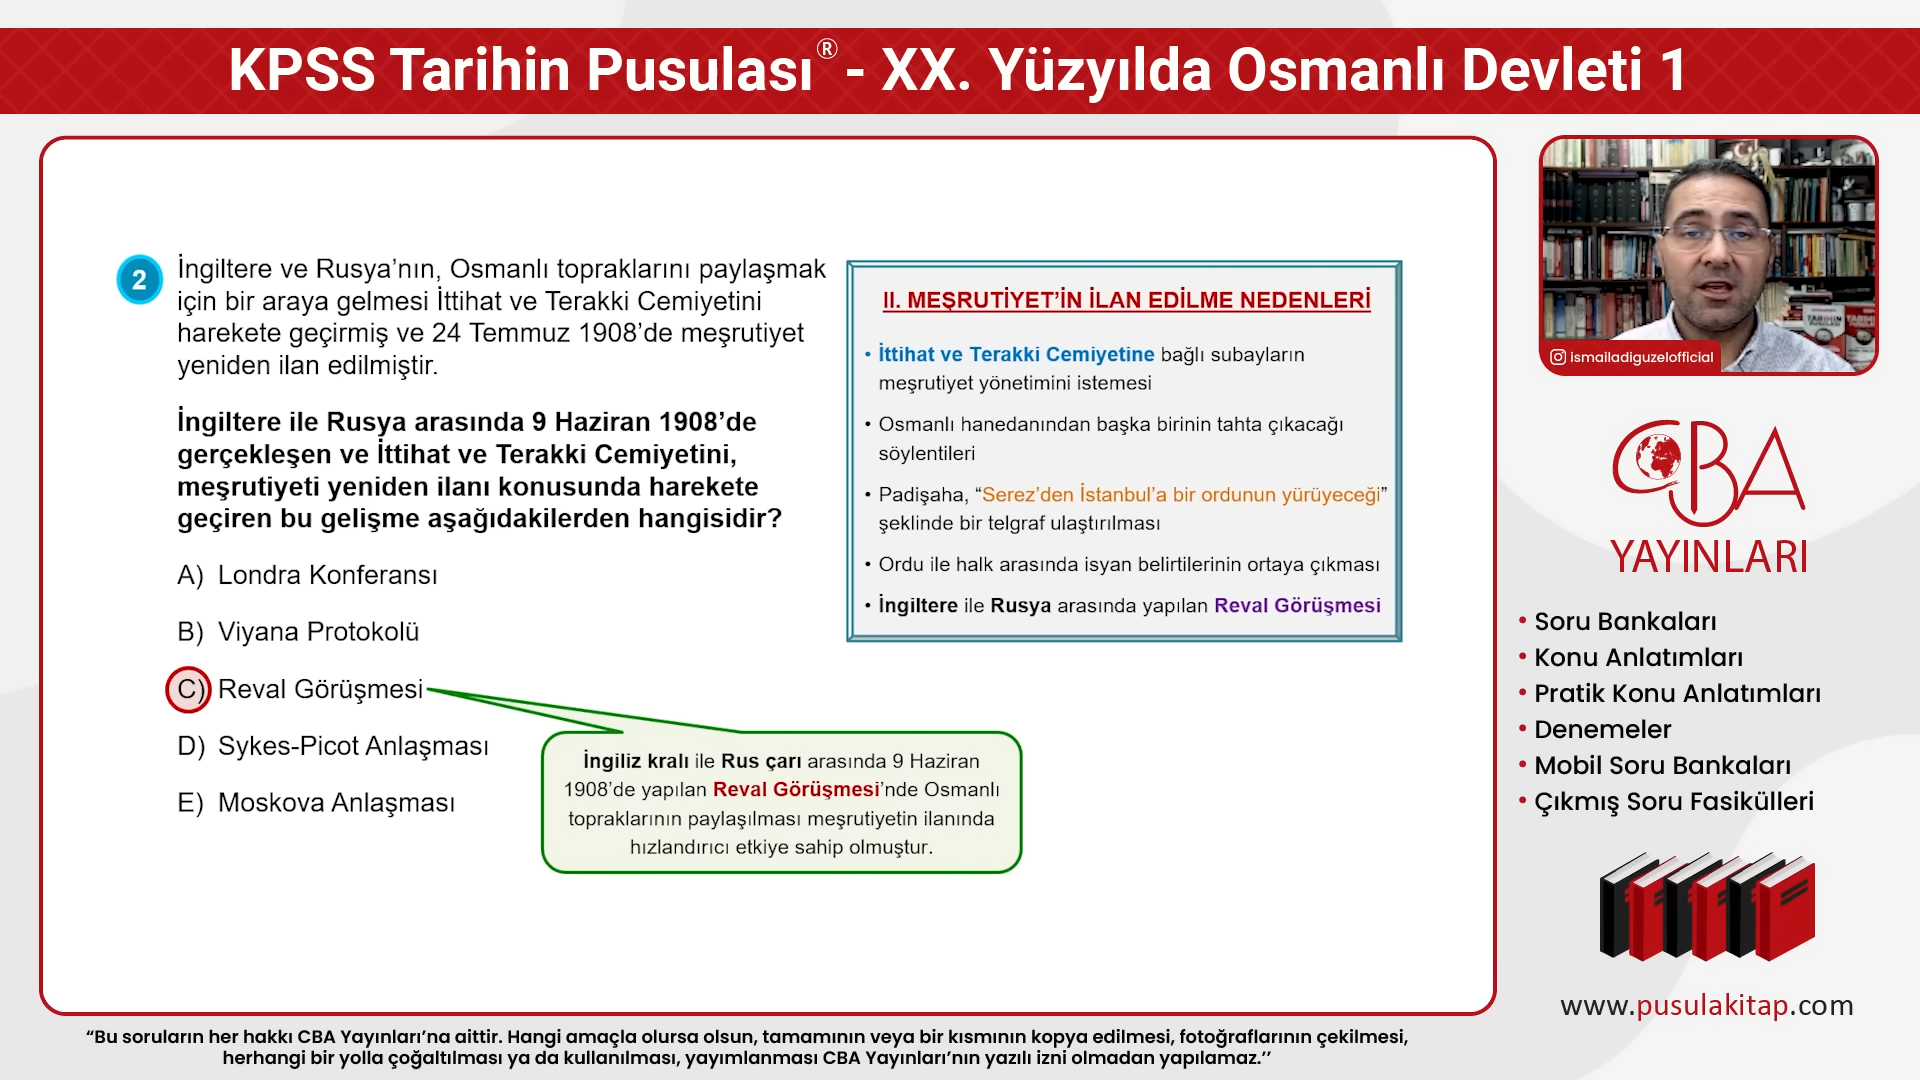 KPSS Tarihin Pusulası® - XX. Yüzyılda Osmanlı Devleti 1
2
İngiltere ve Rusya’nın, Osmanlı topraklarını paylaşmak
için bir araya gelmesi İttihat ve Terakki Cemiyetini
harekete geçirmiş ve 24 Temmuz 1908’de meşrutiyet
yeniden ilan edilmiştir.
İngiltere ile Rusya arasında 9 Haziran 1908’de
gerçekleşen ve İttihat ve Terakki Cemiyetini,
meşrutiyeti yeniden ilanı konusunda harekete
geçiren bu gelişme aşağıdakilerden hangisidir?
A) Londra Konferansı
B) Viyana Protokolü
C) Reval Görüşmesi
D) Sykes-Picot Anlaşması
E) Moskova Anlaşması
İngiliz kralı ile Rus çarı arasında 9 Haziran
1908’de yapılan Reval Görüşmesi’nde Osmanlı
topraklarının paylaşılması meşrutiyetin ilanında
hızlandırıcı etkiye sahip olmuştur.
II. MEŞRUTİYET’İN İLAN EDİLME NEDENLERİ
• İttihat ve Terakki Cemiyetine bağlı subayların
meşrutiyet yönetimini istemesi
• Osmanlı hanedanından başka birinin tahta çıkacağı
söylentileri
• Padişaha, “Serez’den İstanbul’a bir ordunun yürüyeceği”
şeklinde bir telgraf ulaştırılması
• Ordu ile halk arasında isyan belirtilerinin ortaya çıkması
• İngiltere ile Rusya arasında yapılan Reval Görüşmesi
TARİHİN
ismailadiguzelofficial
CBA
YAYINLARI
• Soru Bankaları
• Konu Anlatımları
• Pratik Konu Anlatımları
• Denemeler
• Mobil Soru Bankaları
• Çıkmış Soru Fasikülleri
www.pusulakitap.com
“Bu soruların her hakkı CBA Yayınları’na aittir. Hangi amaçla olursa olsun, tamamının veya bir kısmının kopya edilmesi, fotoğraflarının çekilmesi,
herhangi bir yolla çoğaltılması ya da kullanılması, yayımlanması CBA Yayınları’nın yazılı izni olmadan yapılamaz.’’